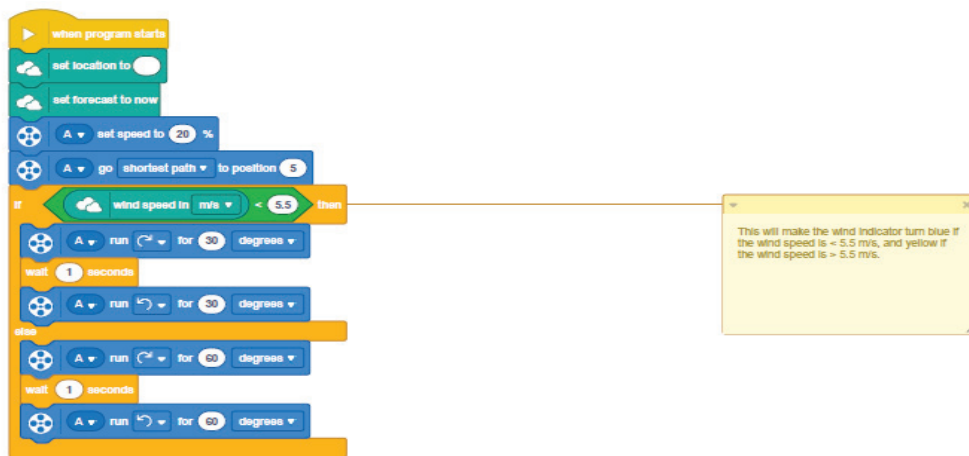 when program starts
set location to
set forecast to now
A set speed to 20 %
A go shortest path to position 5
if wind speed in m/s < 5.5 then
A run for 30 degrees
wait 1 seconds
A run for 30 degrees
else
A run for 60 degrees
wait 1 seconds
A run for 60 degrees
This will make the wind indicator turn blue if
the wind speed is < 5.5 m/s, and yellow if
the wind speed is > 5.5 m/s.